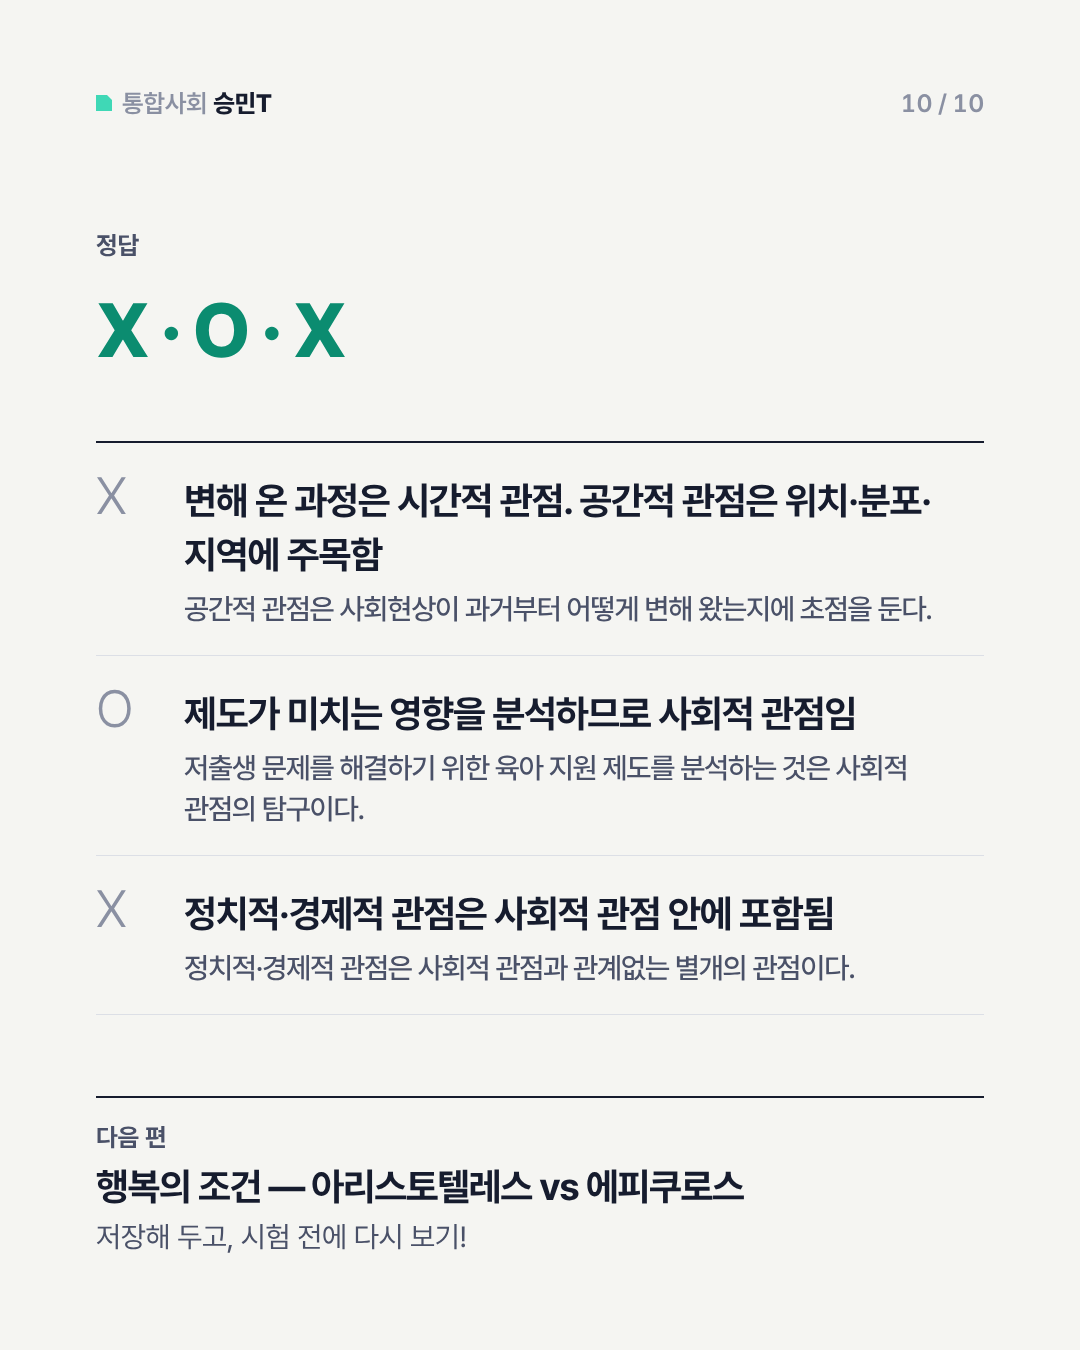 통합사회 승민T
10 / 10
정답
X·O·X
X
변해 온 과정은 시간적 관점. 공간적 관점은 위치·분포·
지역에 주목함
공간적 관점은 사회현상이 과거부터 어떻게 변해 왔는지에 초점을 둔다.
O
제도가 미치는 영향을 분석하므로 사회적 관점임
저출생 문제를 해결하기 위한 육아 지원 제도를 분석하는 것은 사회적
관점의 탐구이다.
X
정치적·경제적 관점은 사회적 관점 안에 포함됨
정치적·경제적 관점은 사회적 관점과 관계없는 별개의 관점이다.
다음 편
행복의 조건 — 아리스토텔레스 vs 에피쿠로스
저장해 두고, 시험 전에 다시 보기!